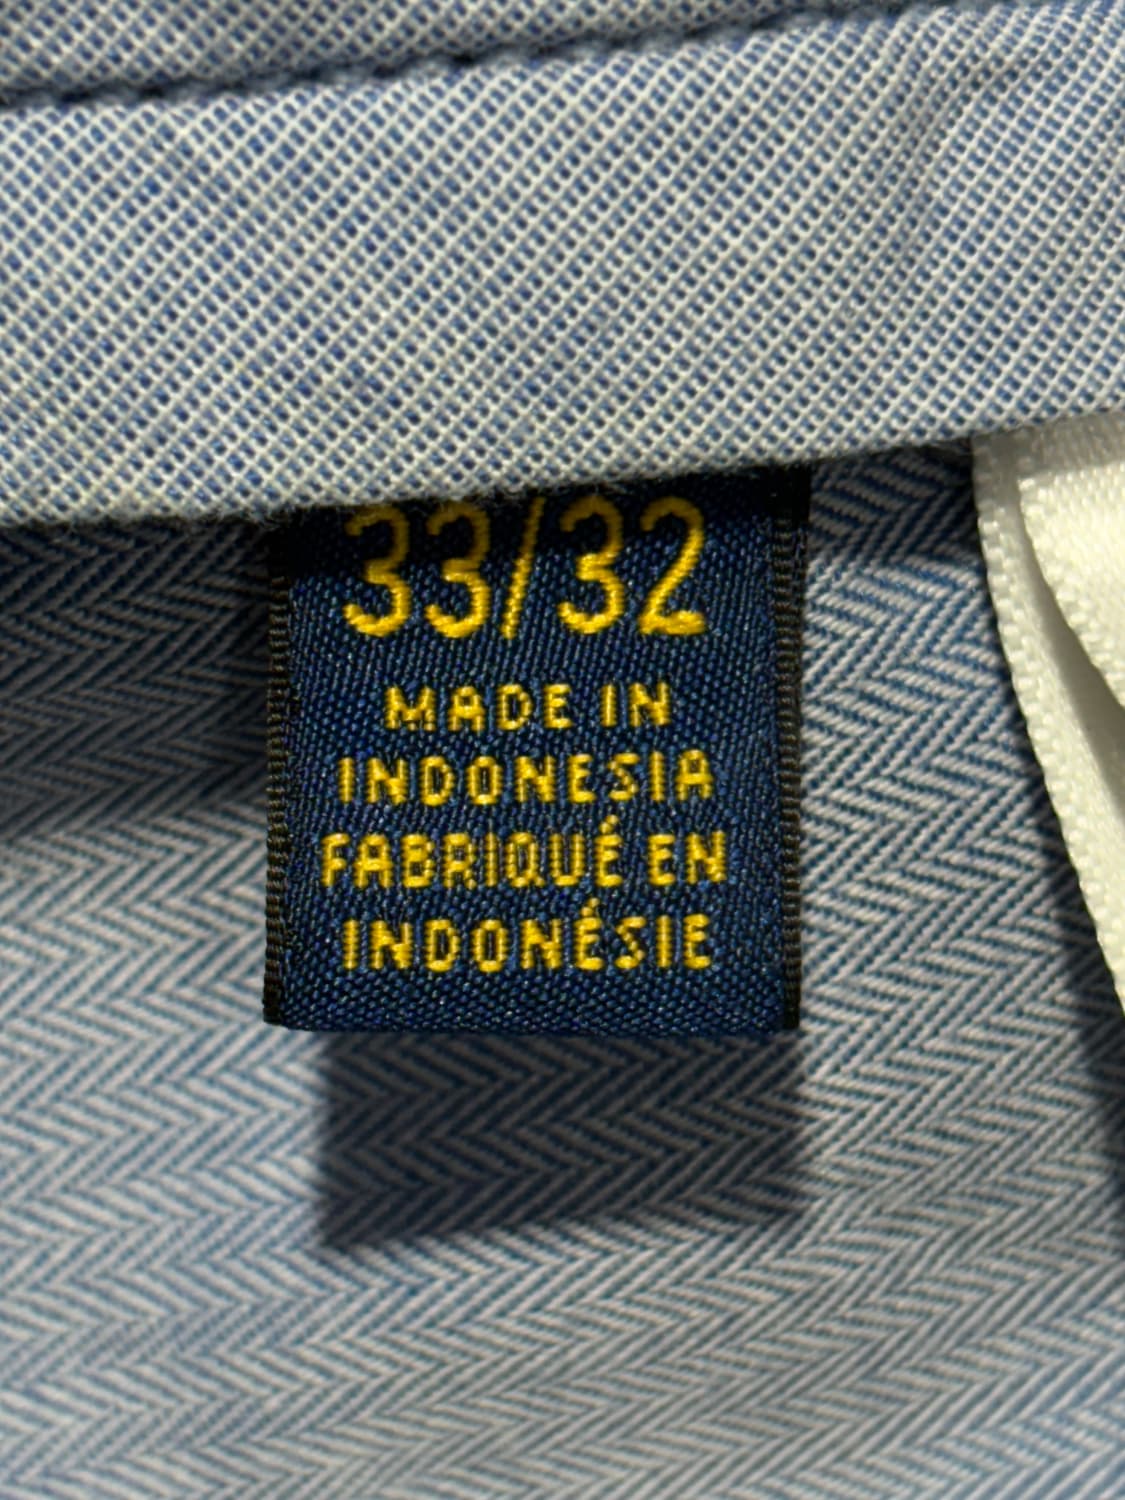 33/32
MADE IN
INDONESIA
FABRIQUÉ EN
INDONÉSIE